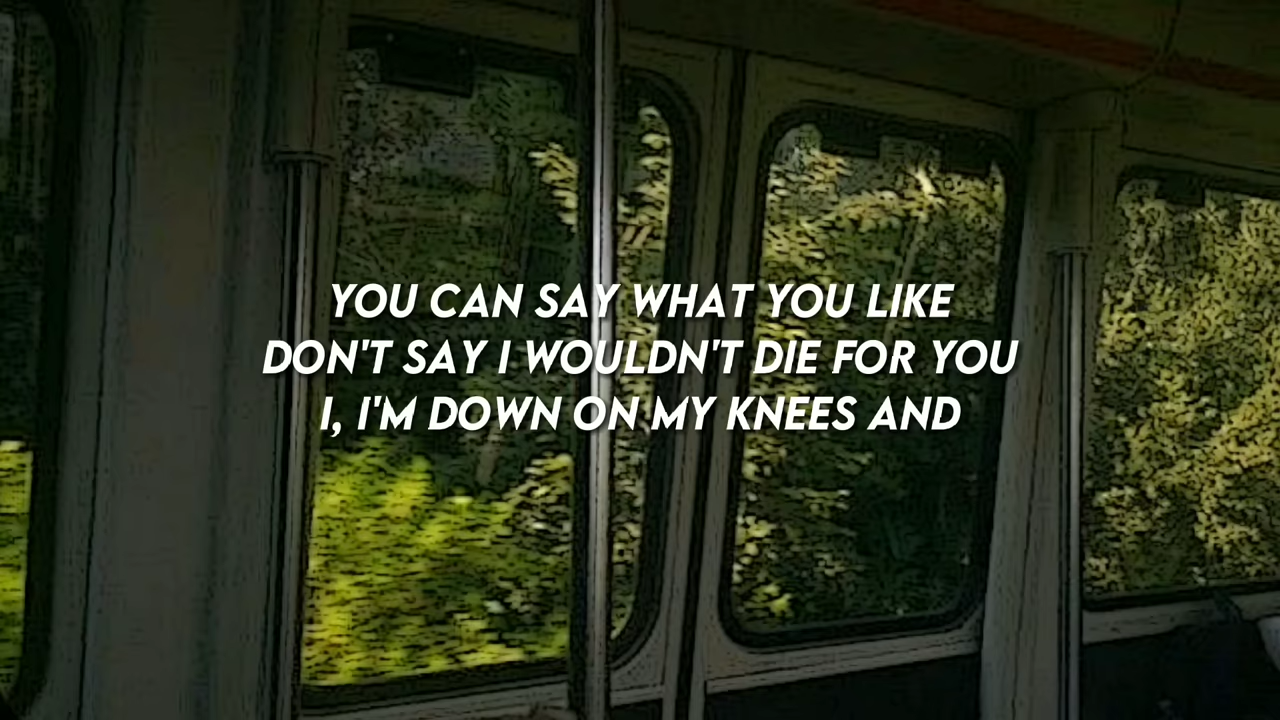 YOU CAN SAY WHAT YOU LIKE
DON'T SAY I WOULDN'T DIE FOR YOU
I, I'M DOWN ON MY KNEES AND